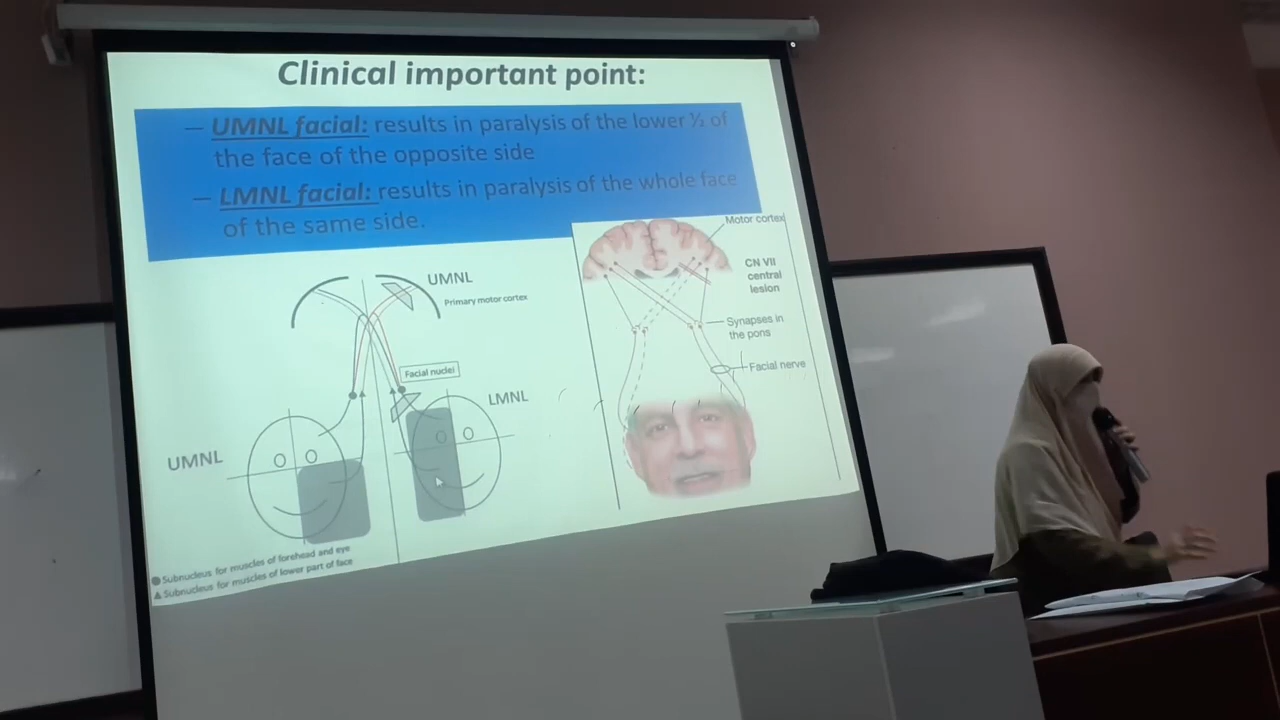 Clinical important point:
– UMNL facial: results in paralysis of the lower ½ of
the face of the opposite side
– LMNL facial: results in paralysis of the whole face
of the same side.
UMNL
Primary motor cortex
Facial nuclei
LMNL
UMNL
Subnucleus for muscles of forehead and eye
Subnucleus for muscles of lower part of face
Motor cortex
CN VII
central
lesion
Synapses in
the pons
Facial nerve